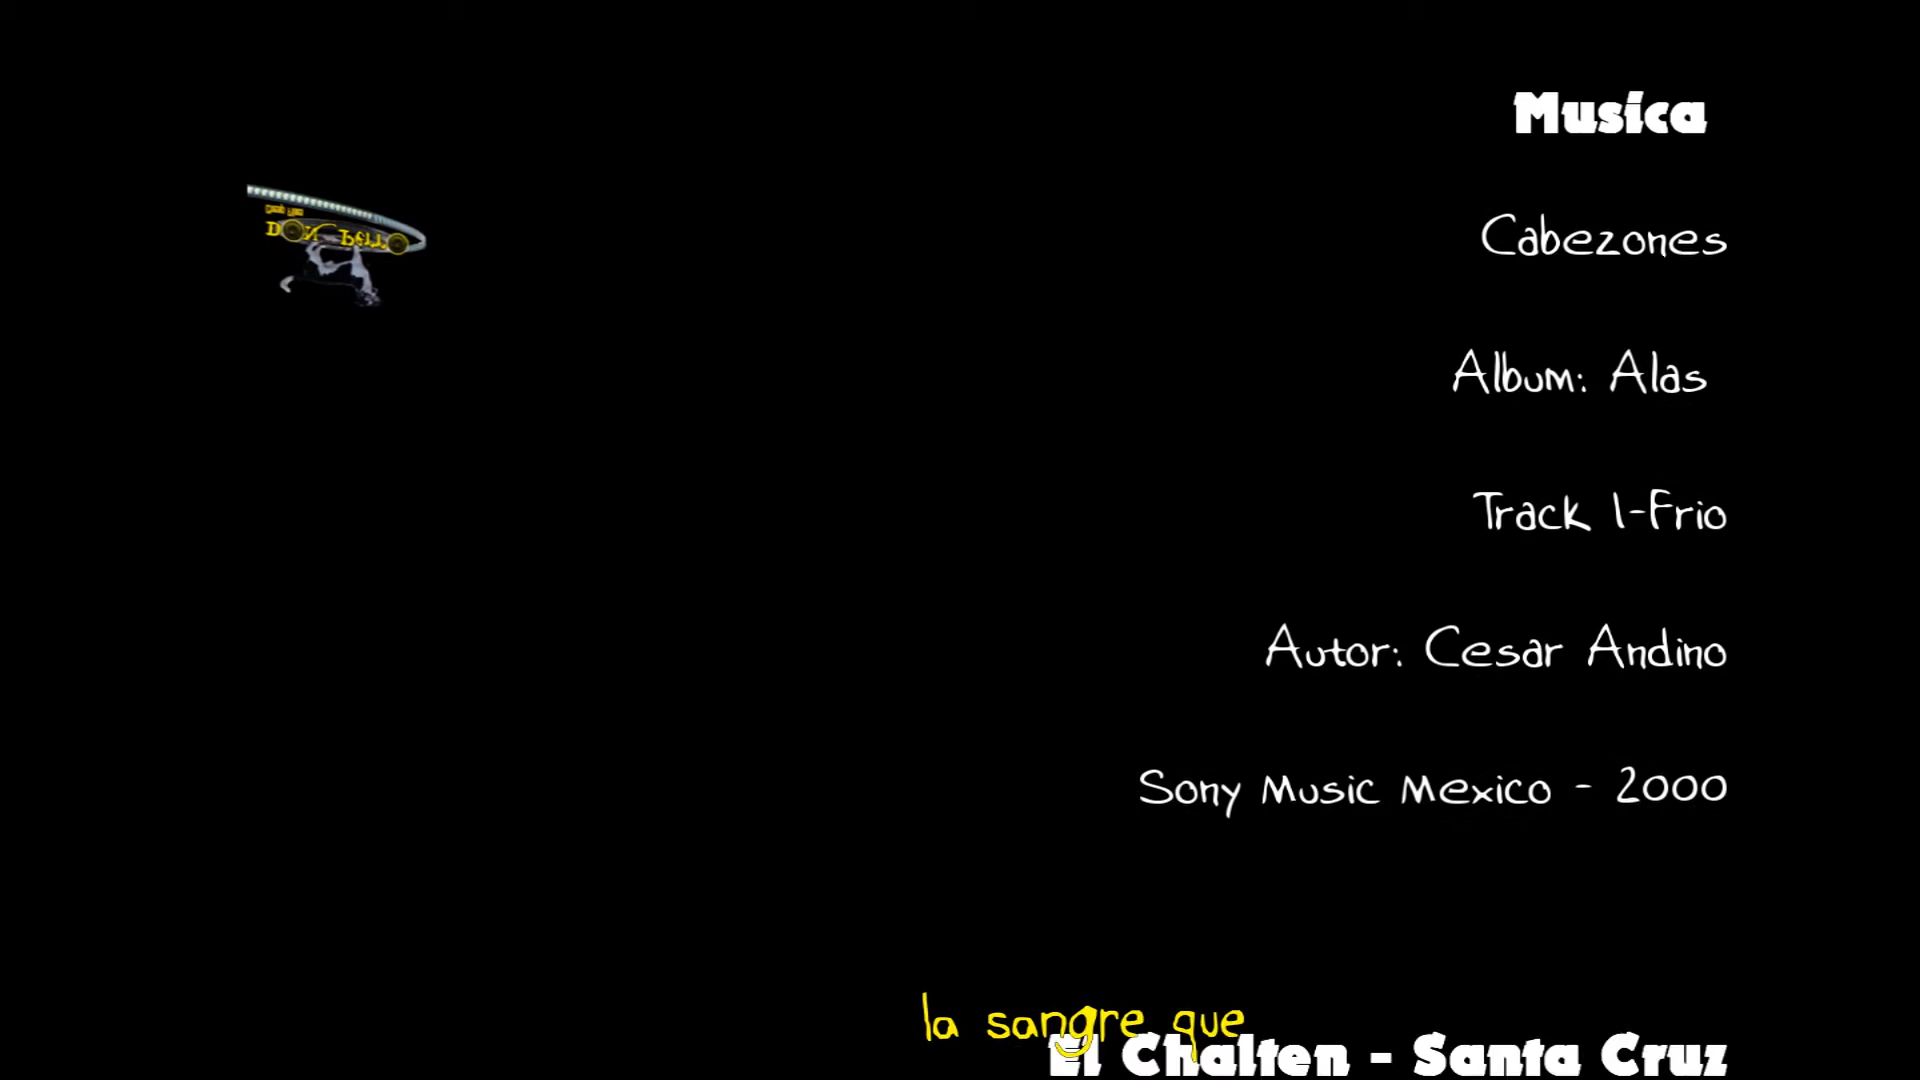 Musica
Cabezones
Album: Alas
Track 1-Frio
Autor: Cesar Andino
Sony Music Mexico - 2000
la sangre que
El Chalten - Santa Cruz